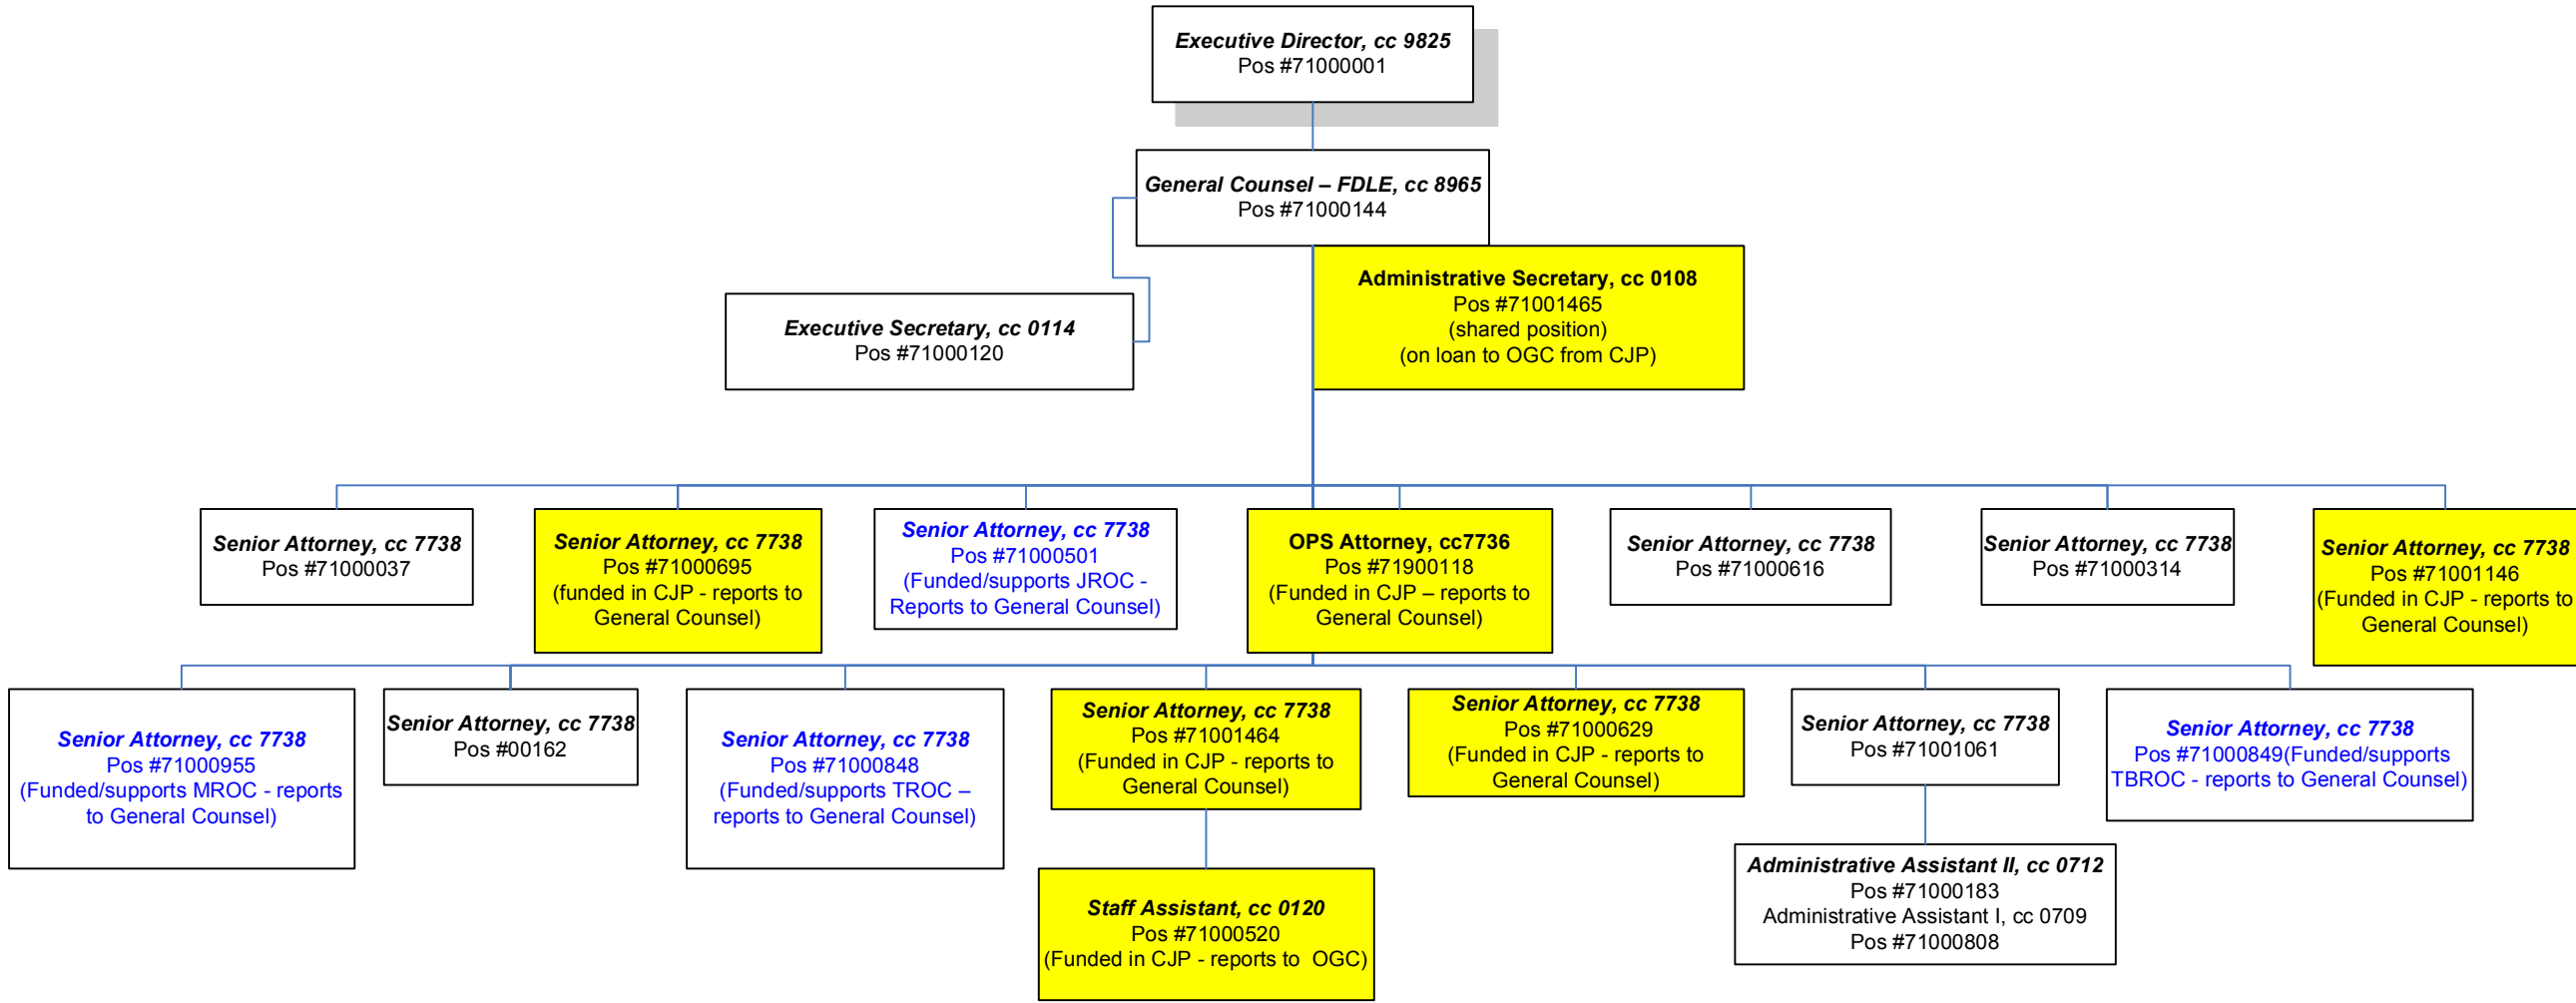 Executive Director, cc 9825
Pos #71000001
General Counsel – FDLE, cc 8965
Pos #71000144
Administrative Secretary, cc 0108
Pos #71001465
(shared position)
(on loan to OGC from CJP)
Executive Secretary, cc 0114
Pos #71000120
Senior Attorney, cc 7738
Pos #71000037
Senior Attorney, cc 7738
Pos #71000695
(funded in CJP - reports to
General Counsel)
Senior Attorney, cc 7738
Pos #71000501
(Funded/supports JROC -
Reports to General Counsel)
OPS Attorney, cc7736
Pos #71900118
(Funded in CJP – reports to
General Counsel)
Senior Attorney, cc 7738
Pos #71000616
Senior Attorney, cc 7738
Pos #71000314
Senior Attorney, cc 7738
Pos #71001146
(Funded in CJP - reports to
General Counsel)
Senior Attorney, cc 7738
Pos #71000955
(Funded/supports MROC - reports
to General Counsel)
Senior Attorney, cc 7738
Pos #00162
Senior Attorney, cc 7738
Pos #71000848
(Funded/supports TROC –
reports to General Counsel)
Senior Attorney, cc 7738
Pos #71001464
(Funded in CJP - reports to
General Counsel)
Senior Attorney, cc 7738
Pos #71000629
(Funded in CJP - reports to
General Counsel)
Senior Attorney, cc 7738
Pos #71001061
Senior Attorney, cc 7738
Pos #71000849(Funded/supports
TBROC - reports to General Counsel)
Staff Assistant, cc 0120
Pos #71000520
(Funded in CJP - reports to  OGC)
Administrative Assistant II, cc 0712
Pos #71000183
Administrative Assistant I, cc 0709
Pos #71000808